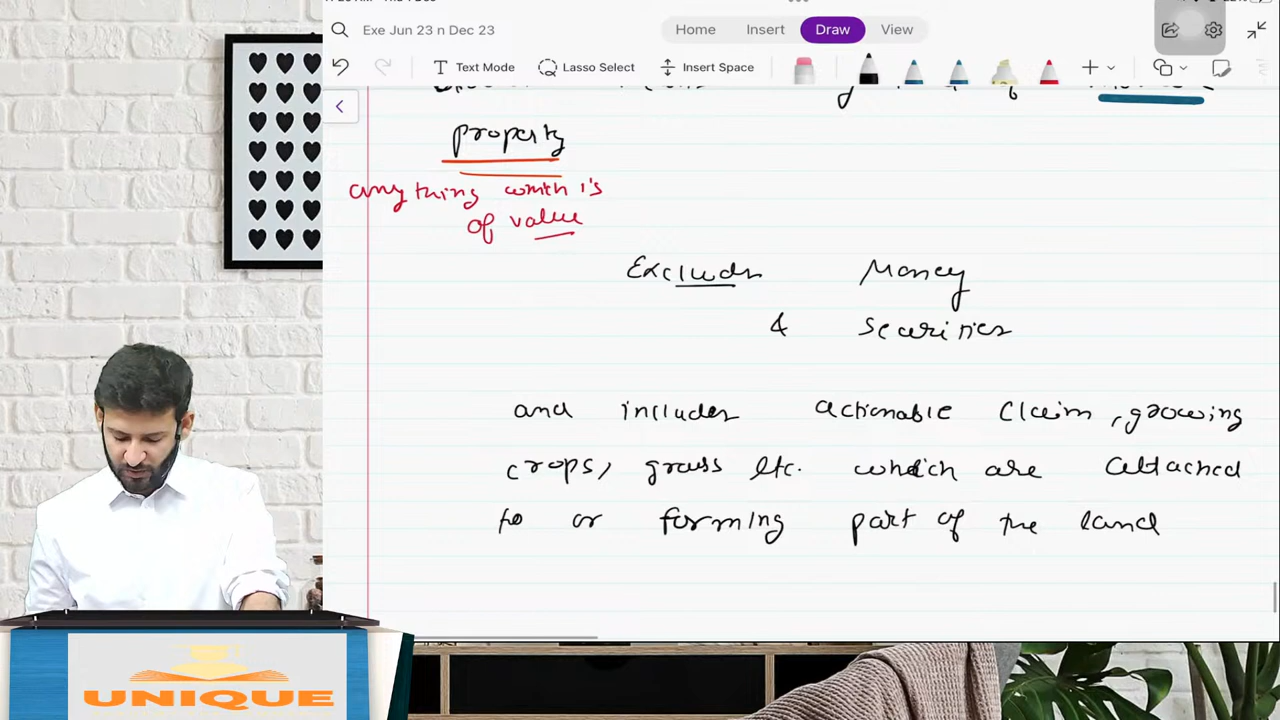 Exe Jun 23 n Dec 23
Home Insert Draw View
Text Mode Lasso Select Insert Space
property
anything which is
of value
Excludes Money
& Securities
and includes actionable claim, growing
crops, grass etc. which are attached
to or forming part of the land
UNIQUE